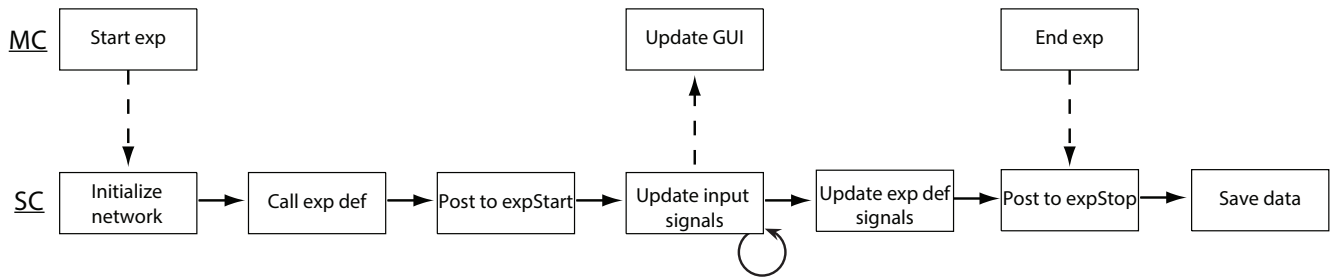 MC
Start exp
Update GUI
End exp
SC
Initialize
network
Call exp def
Post to expStart
Update input
signals
Update exp def
signals
Post to expStop
Save data